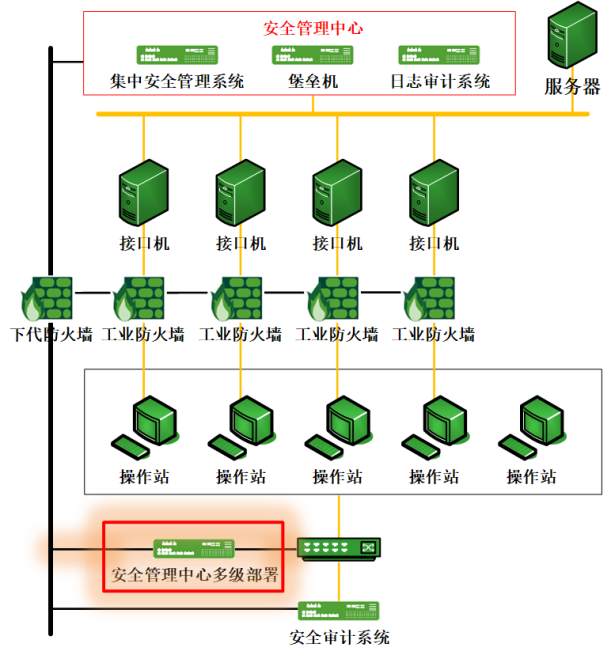 安全管理中心
集中安全管理系统
堡垒机
日志审计系统
服务器
接口机
接口机
接口机
接口机
下代防火墙
工业防火墙
工业防火墙
工业防火墙
工业防火墙
操作站
操作站
操作站
操作站
操作站
安全管理中心多级部署
安全审计系统